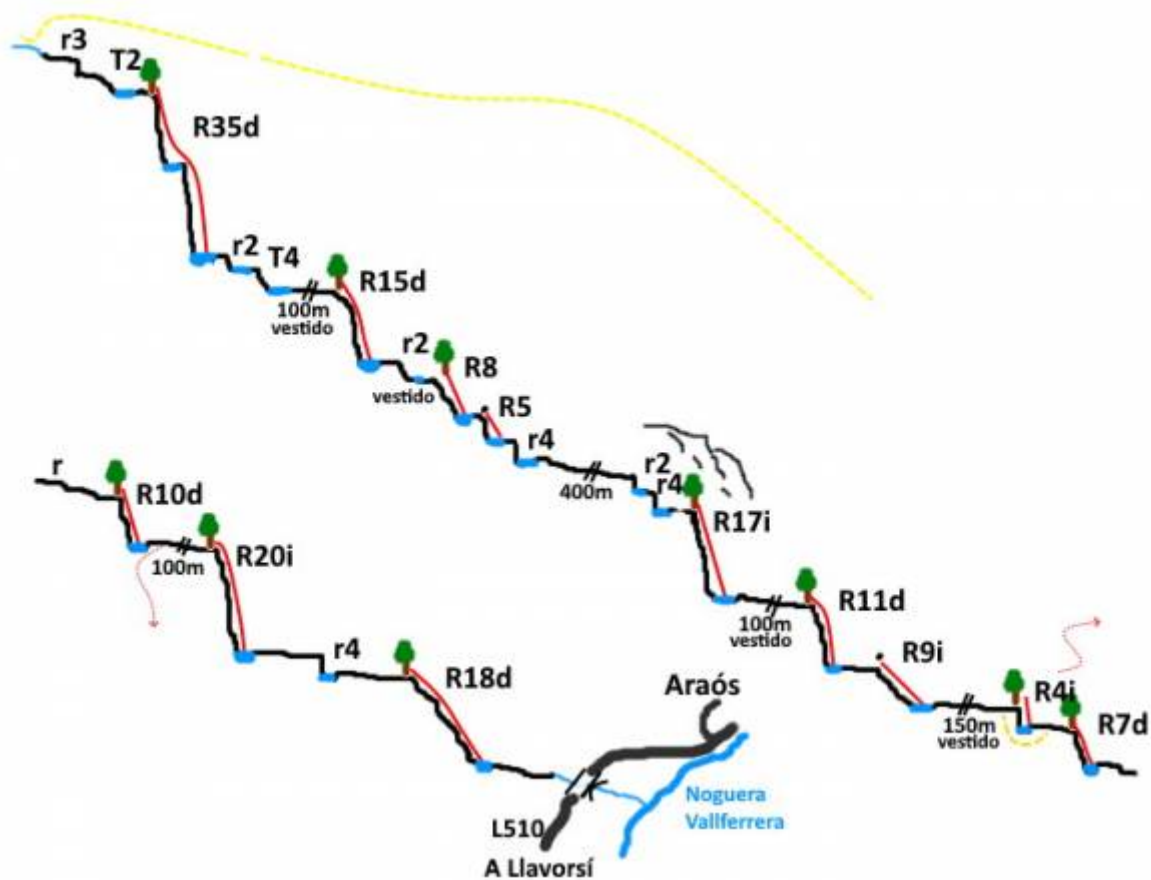 r3
T2
R35d
r2
T4
100m
vestido
R15d
r2
vestido
R8
R5
r4
400m
r2
r4
R17i
100m
vestido
R11d
R9i
150m
vestido
R4i
R7d
r
R10d
100m
R20i
r4
R18d
Araós
Noguera
Vallferrera
L510
A Llavorsí